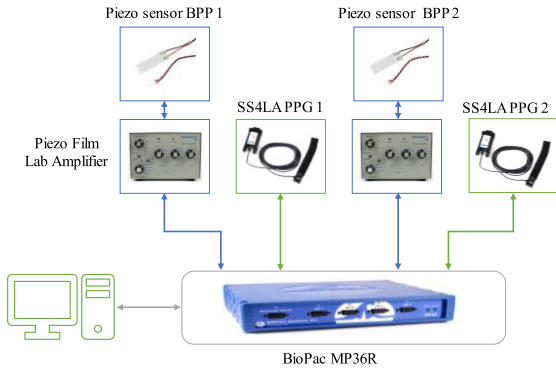 Piezo sensor BPP 1
Piezo sensor BPP 2
SS4LA PPG 1
SS4LA PPG 2
Piezo Film
Lab Amplifier
BioPac MP36R